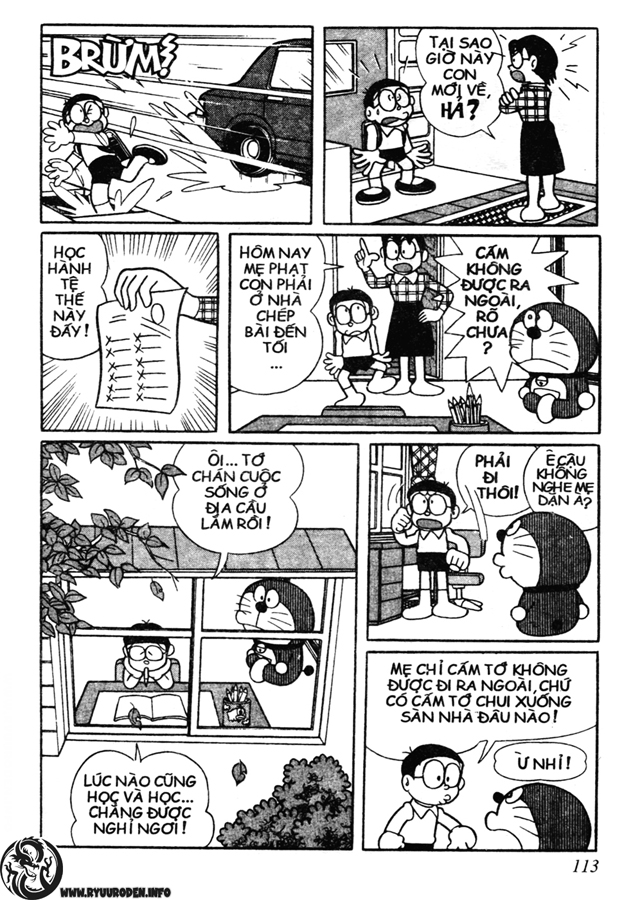 BRỪM!
TẠI SAO
GIỜ NÀY
CON
MỚI VỀ,
HẢ?
HỌC
HÀNH
TỆ
THẾ
NÀY
ĐẤY!
HÔM NAY
MẸ PHẠT
CON PHẢI
Ở NHÀ
CHÉP
BÀI ĐẾN
TỐI
...
CẤM
KHÔNG
ĐƯỢC RA
NGOÀI,
RÕ
CHƯA
?
ÔI... TỚ
CHÁN CUỘC
SỐNG Ở
ĐỊA CẦU
LẮM RỒI!
LÚC NÀO CŨNG
HỌC VÀ HỌC...
CHẲNG ĐƯỢC
NGHỈ NGƠI!
PHẢI
ĐI
THÔI!
Ê CẬU
KHÔNG
NGHE MẸ
DẶN À?
MẸ CHỈ CẤM TỚ KHÔNG
ĐƯỢC ĐI RA NGOÀI, CHỨ
CÓ CẤM TỚ CHUI XUỐNG
SÀN NHÀ ĐÂU NÀO!
Ừ NHỈ!
113
WWW.RYUURODEN.INFO